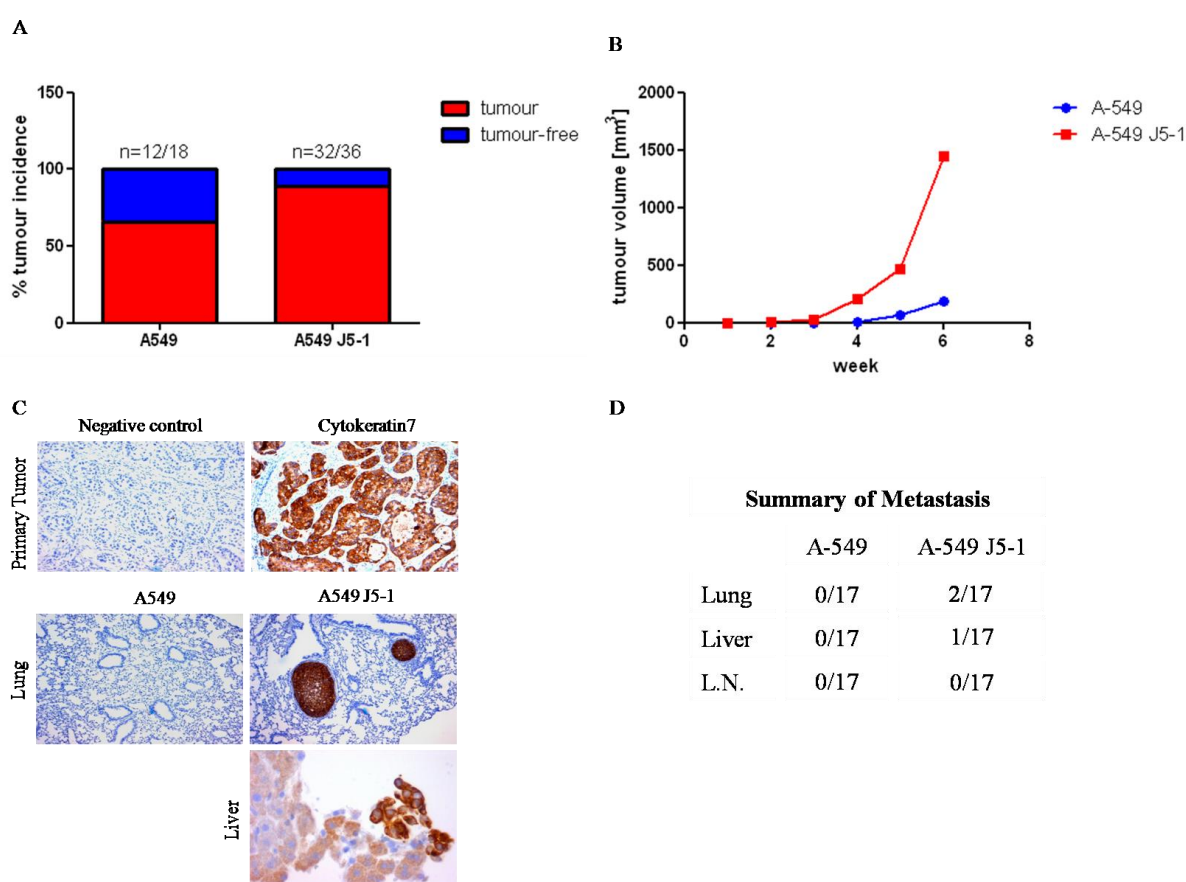 A
150
100
50
0
% tumour incidence
n=12/18
n=32/36
A549
A549 J5-1
tumour
tumour-free
B
2000
1500
1000
500
0
tumour volume [mm³]
0 2 4 6 8
week
A-549
A-549 J5-1
C
Negative control
Cytokeratin7
Primary Tumor
A549
A549 J5-1
Lung
Liver
D
Summary of Metastasis
A-549 A-549 J5-1
Lung 0/17 2/17
Liver 0/17 1/17
L.N. 0/17 0/17